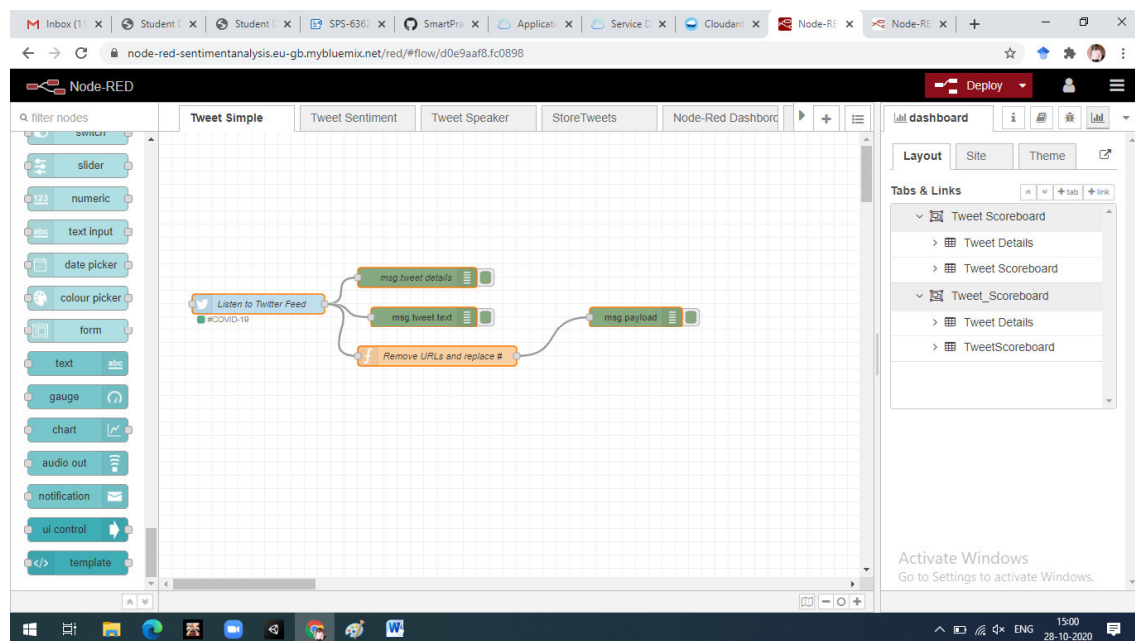 Inbox (11
Student D
Student D
SPS-6362
SmartPra
Applicatio
Service D
Cloudant
Node-RE
Node-RE
node-red-sentimentanalysis.eu-gb.mybluemix.net/red/#flow/d0e9aaf8.fc0898
Node-RED
Deploy
filter nodes
Tweet Simple
Tweet Sentiment
Tweet Speaker
StoreTweets
Node-Red Dashborc
dashboard
i
switch
slider
123 numeric
abc text input
date picker
colour picker
form
text abc
gauge
chart
audio out
notification
ui control
</> template
msg.tweet details
Listen to Twitter Feed
#COVID-19
msg.tweet.text
msg.payload
f Remove URLs and replace #
Layout
Site
Theme
Tabs & Links
+tab
+link
Tweet Scoreboard
Tweet Details
Tweet Scoreboard
Tweet_Scoreboard
Tweet Details
TweetScoreboard
Activate Windows
Go to Settings to activate Windows.
W
ENG
15:00
28-10-2020